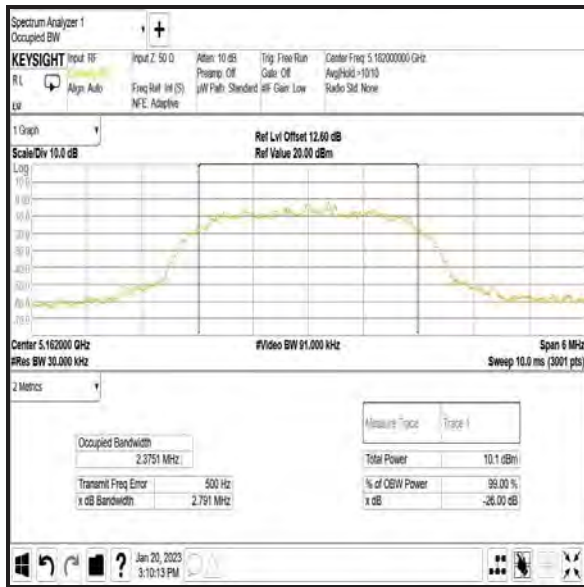 Spectrum Analyzer 1
Occupied BW
KEYSIGHT Input: RF
R L
Align: Auto
Input Z: 50 Ω
Freq Ref: Int (S)
NFE: Adaptive
Atten: 10 dB
Preamp: Off
µW Path: Standard
Trig: Free Run
Gate: Off
#IF Gain: Low
Center Freq: 5.162000000 GHz
Avg|Hold:>10/10
Radio Std: None
1 Graph
Scale/Div 10.0 dB
Ref Lvl Offset 12.60 dB
Ref Value 20.00 dBm
Log
Center 5.162000 GHz
#Res BW 30.000 kHz
#Video BW 91.000 kHz
Span 6 MHz
Sweep 10.0 ms (3001 pts)
2 Metrics
Measure Trace Trace 1
Occupied Bandwidth
2.3751 MHz
Total Power 10.1 dBm
Transmit Freq Error 500 Hz
% of OBW Power 99.00 %
x dB Bandwidth 2.791 MHz
x dB -26.00 dB
?
Jan 20, 2023
3:10:13 PM